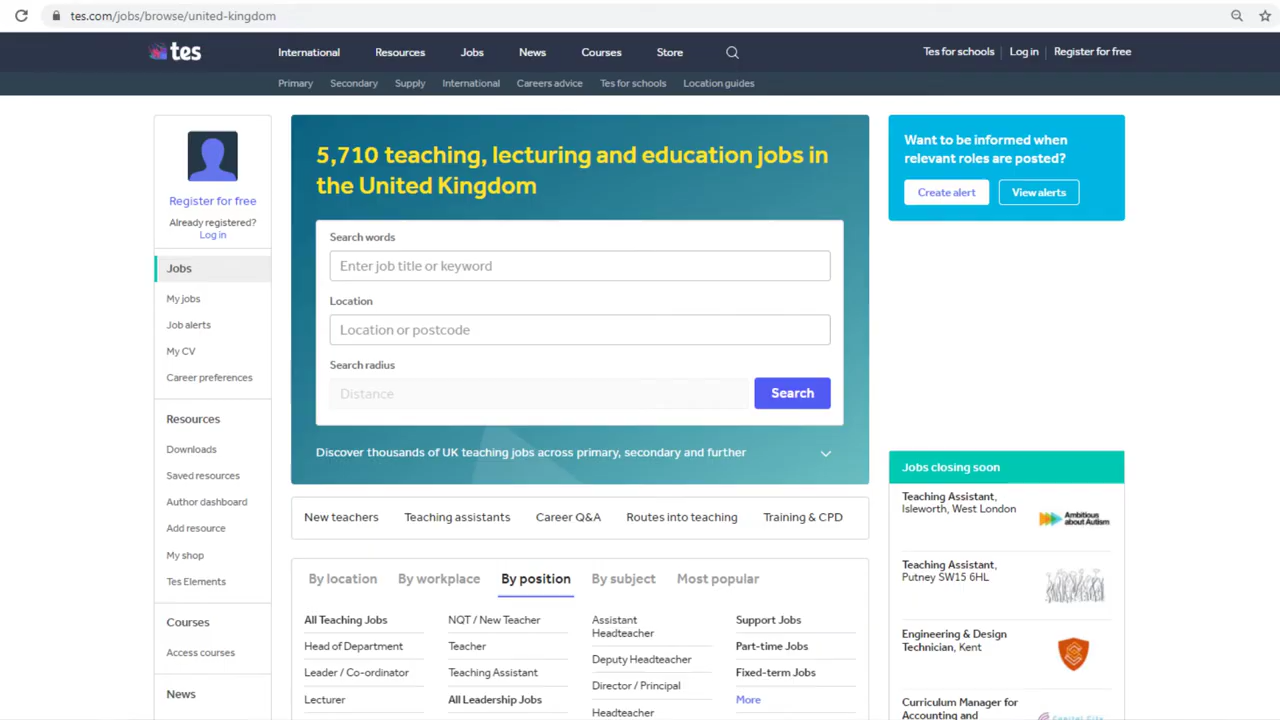 tes.com/jobs/browse/united-kingdom
tes
International Resources Jobs News Courses Store
Tes for schools Log in Register for free
Primary Secondary Supply International Careers advice Tes for schools Location guides
Register for free
Already registered?
Log in
Jobs
My jobs
Job alerts
My CV
Career preferences
Resources
Downloads
Saved resources
Author dashboard
Add resource
My shop
Tes Elements
Courses
Access courses
News
5,710 teaching, lecturing and education jobs in
the United Kingdom
Search words
Enter job title or keyword
Location
Location or postcode
Search radius
Distance
Search
Discover thousands of UK teaching jobs across primary, secondary and further
New teachers Teaching assistants Career Q&A Routes into teaching Training & CPD
By location By workplace By position By subject Most popular
All Teaching Jobs
Head of Department
Leader / Co-ordinator
Lecturer
NQT / New Teacher
Teacher
Teaching Assistant
All Leadership Jobs
Assistant
Headteacher
Deputy Headteacher
Director / Principal
Headteacher
Support Jobs
Part-time Jobs
Fixed-term Jobs
More
Want to be informed when
relevant roles are posted?
Create alert View alerts
Jobs closing soon
Teaching Assistant,
Isleworth, West London
Ambitious
about Autism
Teaching Assistant,
Putney SW15 6HL
Engineering & Design
Technician, Kent
Curriculum Manager for
Accounting and